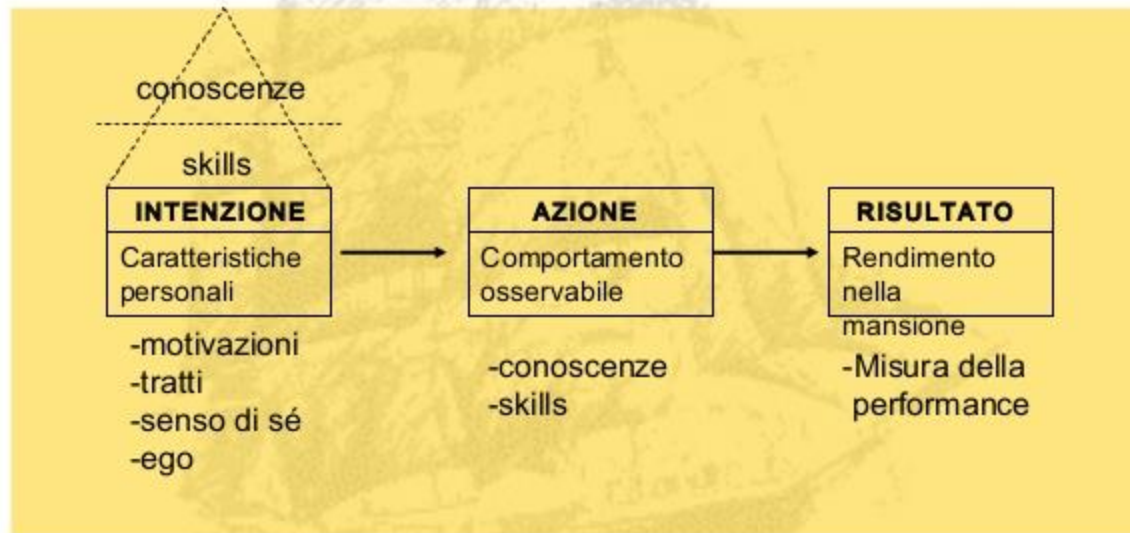 conoscenze
skills
INTENZIONE
Caratteristiche
personali
-motivazioni
-tratti
-senso di sé
-ego
AZIONE
Comportamento
osservabile
-conoscenze
-skills
RISULTATO
Rendimento
nella
mansione
-Misura della
performance